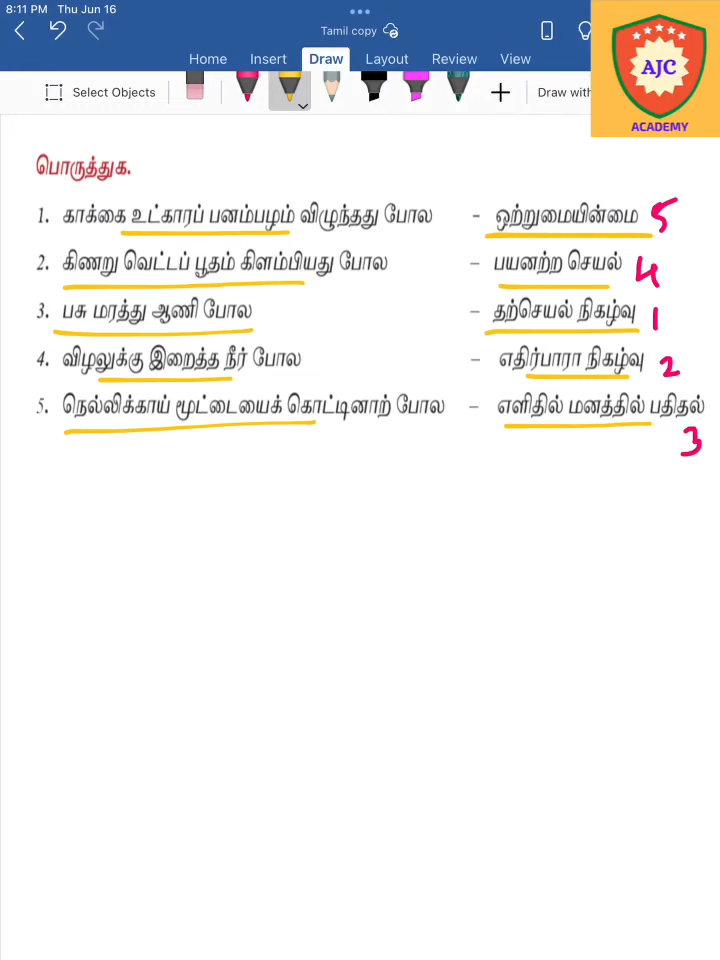 8:11 PM Thu Jun 16
Tamil copy
Home Insert Draw Layout Review View
Select Objects Draw with
AJC
ACADEMY
பொருத்துக.
1. காக்கை உட்காரப் பனம்பழம் விழுந்தது போல - ஒற்றுமையின்மை 5
2. கிணறு வெட்டப் பூதம் கிளம்பியது போல - பயனற்ற செயல் 4
3. பசு மரத்து ஆணி போல - தற்செயல் நிகழ்வு 1
4. விழலுக்கு இறைத்த நீர் போல - எதிர்பாரா நிகழ்வு 2
5. நெல்லிக்காய் மூட்டையைக் கொட்டினாற் போல - எளிதில் மனத்தில் பதிதல்
3